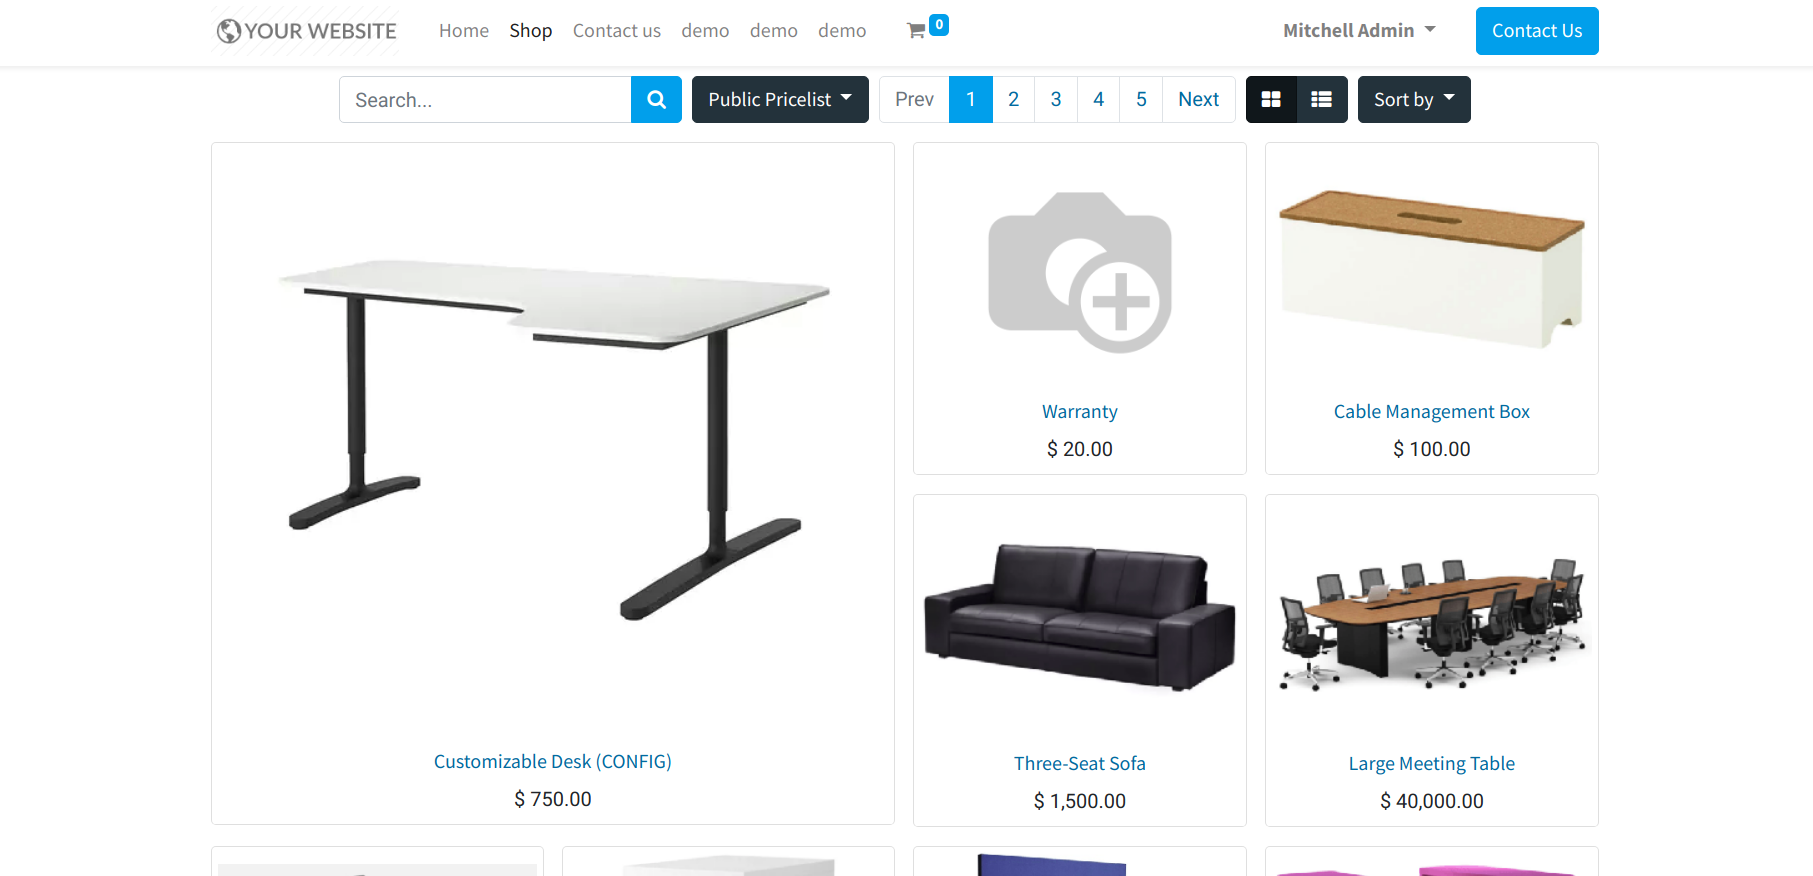 YOUR WEBSITE Home Shop Contact us demo demo demo 0 Mitchell Admin Contact Us
Search... Public Pricelist Prev 1 2 3 4 5 Next Sort by
Warranty
$ 20.00
Cable Management Box
$ 100.00
Customizable Desk (CONFIG)
$ 750.00
Three-Seat Sofa
$ 1,500.00
Large Meeting Table
$ 40,000.00